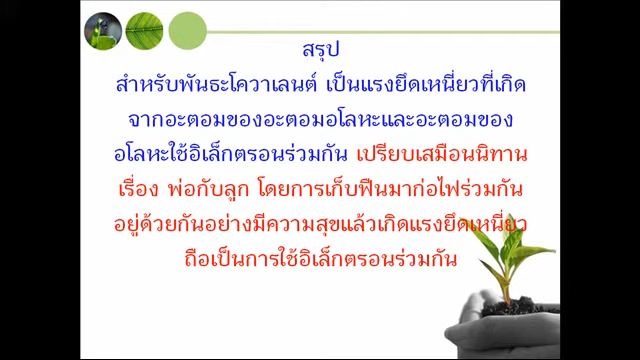 สรุป
สำหรับพันธะโควาเลนต์ เป็นแรงยึดเหนี่ยวที่เกิด
จากอะตอมของอะตอมอโลหะและอะตอมของ
อโลหะใช้อิเล็กตรอนร่วมกัน เปรียบเสมือนนิทาน
เรื่อง พ่อกับลูก โดยการเก็บฟืนมาก่อไฟร่วมกัน
อยู่ด้วยกันอย่างมีความสุขแล้วเกิดแรงยึดเหนี่ยว
ถือเป็นการใช้อิเล็กตรอนร่วมกัน